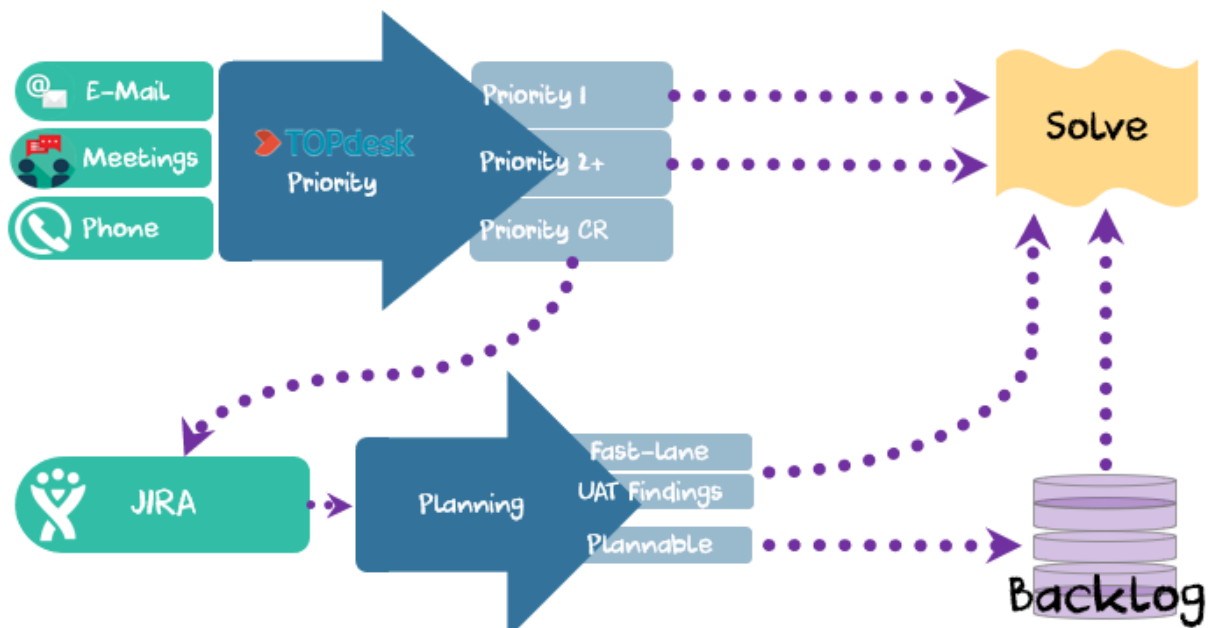 @
E-Mail
Meetings
Phone
TOPdesk
Priority
Priority 1
Priority 2+
Priority CR
Solve
JIRA
Planning
Fast-lane
UAT Findings
Plannable
Backlog